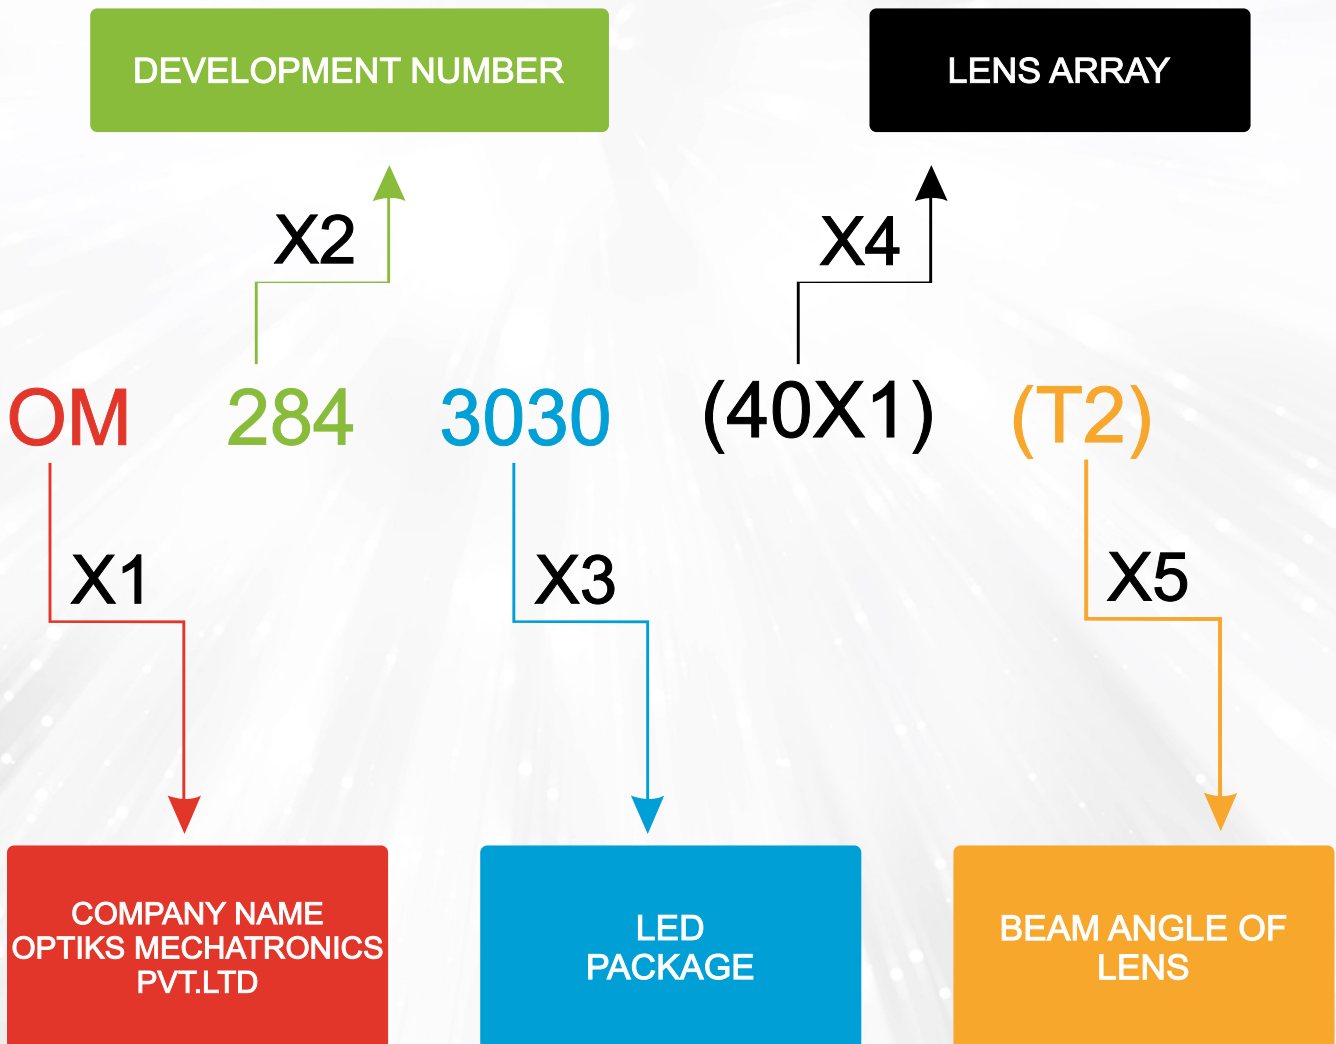 DEVELOPMENT NUMBER
LENS ARRAY
X2
X4
OM 284 3030 (40X1) (T2)
X1
X3
X5
COMPANY NAME
OPTIKS MECHATRONICS
PVT.LTD
LED
PACKAGE
BEAM ANGLE OF
LENS